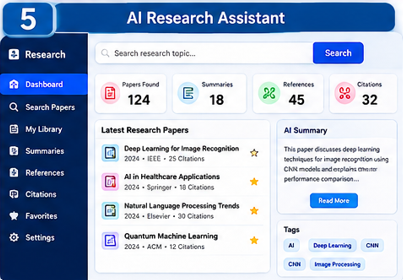 5
AI Research Assistant
Research
Dashboard
Search Papers
My Library
Summaries
References
Citations
Favorites
Settings
Search research topic...
Search
Papers Found
124
Summaries
18
References
45
Citations
32
Latest Research Papers
Deep Learning for Image Recognition
2024 • IEEE • 25 Citations
AI in Healthcare Applications
2024 • Springer • 18 Citations
Natural Language Processing Trends
2024 • Elsevier • 30 Citations
Quantum Machine Learning
2024 • ACM • 12 Citations
AI Summary
This paper discusses deep learning
techniques for image recognition using
CNN models and explains
performance comparison...
Read More
Tags
AI
Deep Learning
CNN
CNN
Image Processing